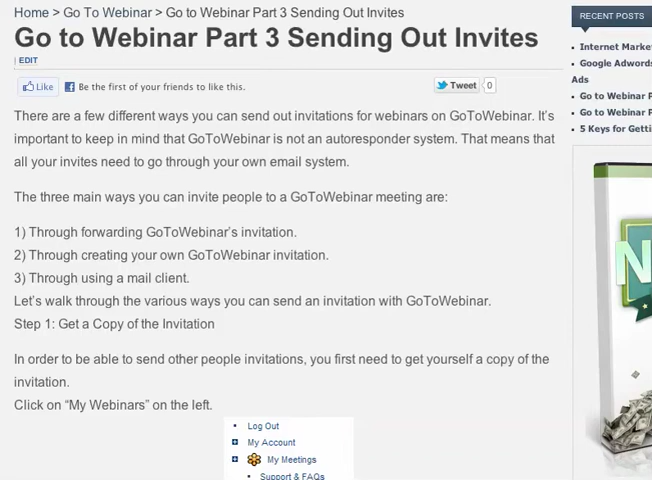 Home > Go To Webinar > Go to Webinar Part 3 Sending Out Invites
Go to Webinar Part 3 Sending Out Invites
| EDIT
Like
Be the first of your friends to like this.
Tweet
0
There are a few different ways you can send out invitations for webinars on GoToWebinar. It's
important to keep in mind that GoToWebinar is not an autoresponder system. That means that
all your invites need to go through your own email system.
The three main ways you can invite people to a GoToWebinar meeting are:
1) Through forwarding GoToWebinar's invitation.
2) Through creating your own GoToWebinar invitation.
3) Through using a mail client.
Let's walk through the various ways you can send an invitation with GoToWebinar.
Step 1: Get a Copy of the Invitation
In order to be able to send other people invitations, you first need to get yourself a copy of the
invitation.
Click on “My Webinars” on the left.
Log Out
My Account
My Meetings
Support & FAQs
RECENT POSTS
Internet Marke
Google Adword
Ads
Go to Webinar P
Go to Webinar P
5 Keys for Getti
N